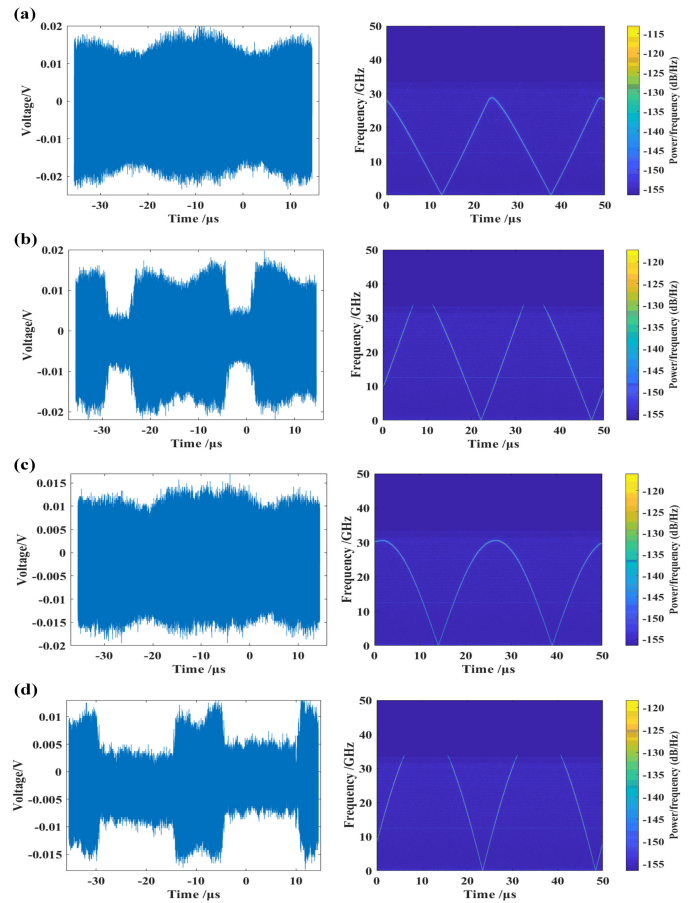 (a)
0.02
0.01
0
-0.01
-0.02
Voltage/V
-30 -20 -10 0 10
Time /µs
50
40
30
20
10
0
Frequency /GHz
0 10 20 30 40 50
Time /µs
-115
-120
-125
-130
-135
-140
-145
-150
-155
Power/frequency (dB/Hz)
(b)
0.02
0.01
0
-0.01
-0.02
Voltage/V
-30 -20 -10 0 10
Time /µs
50
40
30
20
10
0
Frequency /GHz
0 10 20 30 40 50
Time /µs
-120
-125
-130
-135
-140
-145
-150
-155
Power/frequency (dB/Hz)
(c)
0.015
0.01
0.005
0
-0.005
-0.01
-0.015
-0.02
Voltage/V
-30 -20 -10 0 10
Time /µs
50
40
30
20
10
0
Frequency /GHz
0 10 20 30 40 50
Time /µs
-120
-125
-130
-135
-140
-145
-150
-155
Power/frequency (dB/Hz)
(d)
0.01
0.005
0
-0.005
-0.01
-0.015
Voltage/V
-30 -20 -10 0 10
Time /µs
50
40
30
20
10
0
Frequency /GHz
0 10 20 30 40 50
Time /µs
-120
-125
-130
-135
-140
-145
-150
-155
Power/frequency (dB/Hz)